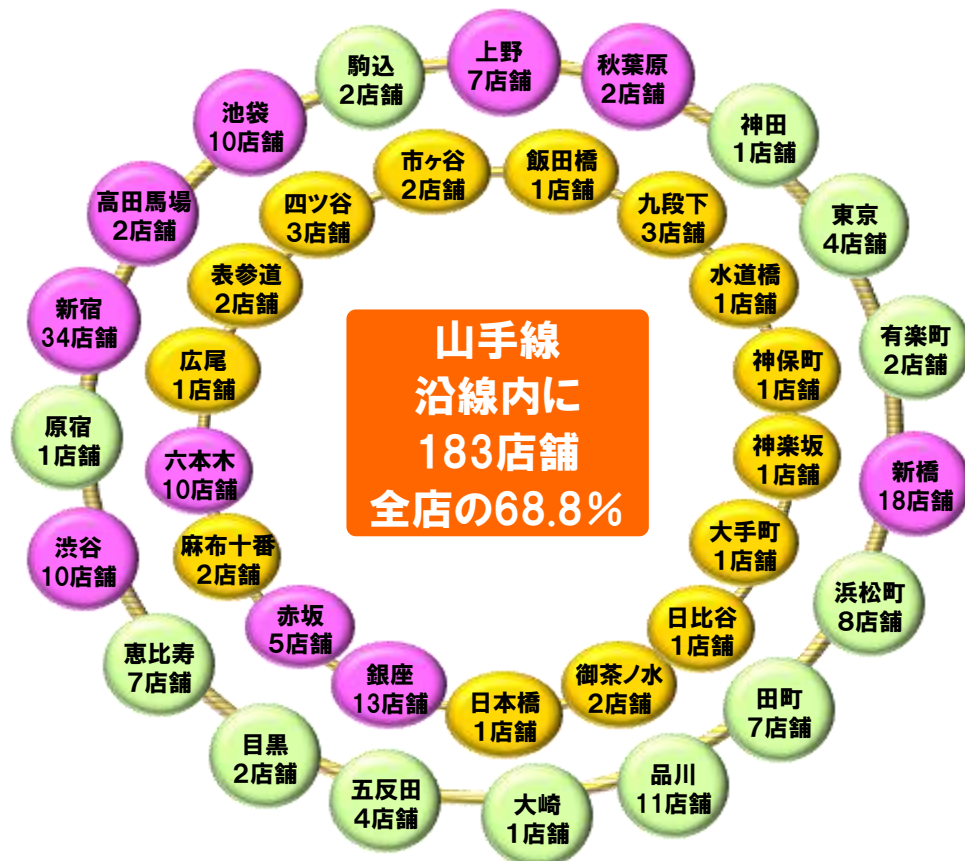 駒込
2店舗
上野
7店舗
秋葉原
2店舗
神田
1店舗
東京
4店舗
有楽町
2店舗
新橋
18店舗
浜松町
8店舗
田町
7店舗
品川
11店舗
大崎
1店舗
五反田
4店舗
目黒
2店舗
恵比寿
7店舗
渋谷
10店舗
原宿
1店舗
新宿
34店舗
高田馬場
2店舗
池袋
10店舗
市ヶ谷
2店舗
飯田橋
1店舗
九段下
3店舗
水道橋
1店舗
神保町
1店舗
神楽坂
1店舗
大手町
1店舗
日比谷
1店舗
御茶ノ水
2店舗
日本橋
1店舗
銀座
13店舗
赤坂
5店舗
麻布十番
2店舗
六本木
10店舗
広尾
1店舗
表参道
2店舗
四ツ谷
3店舗
山手線
沿線内に
183店舗
全店の68.8%